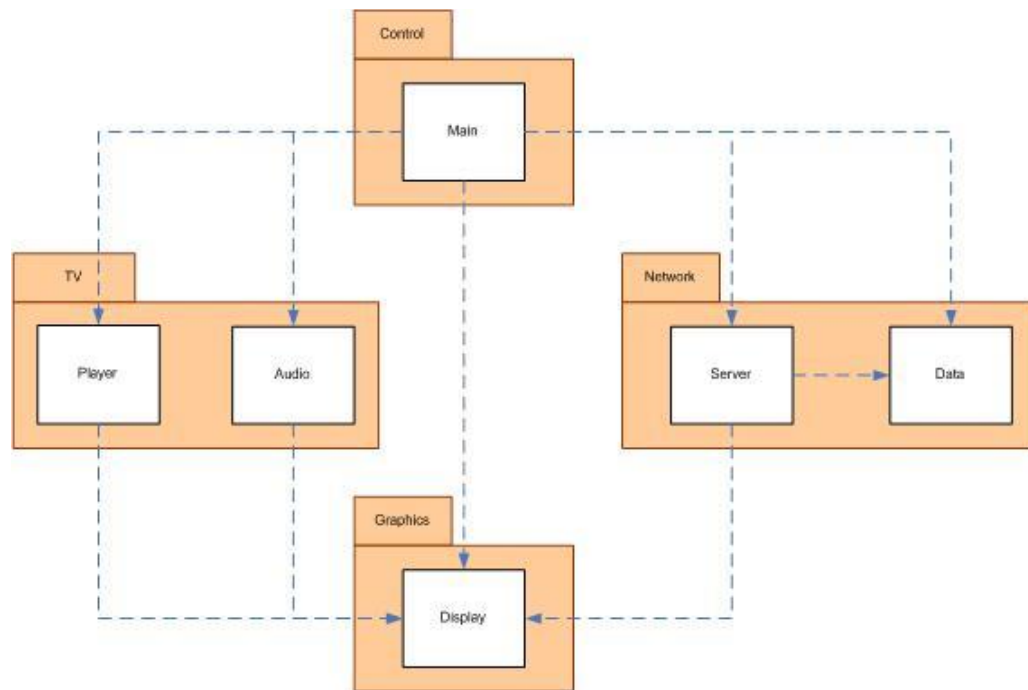 Control
Main
TV
Network
Player
Audio
Server
Data
Graphics
Display